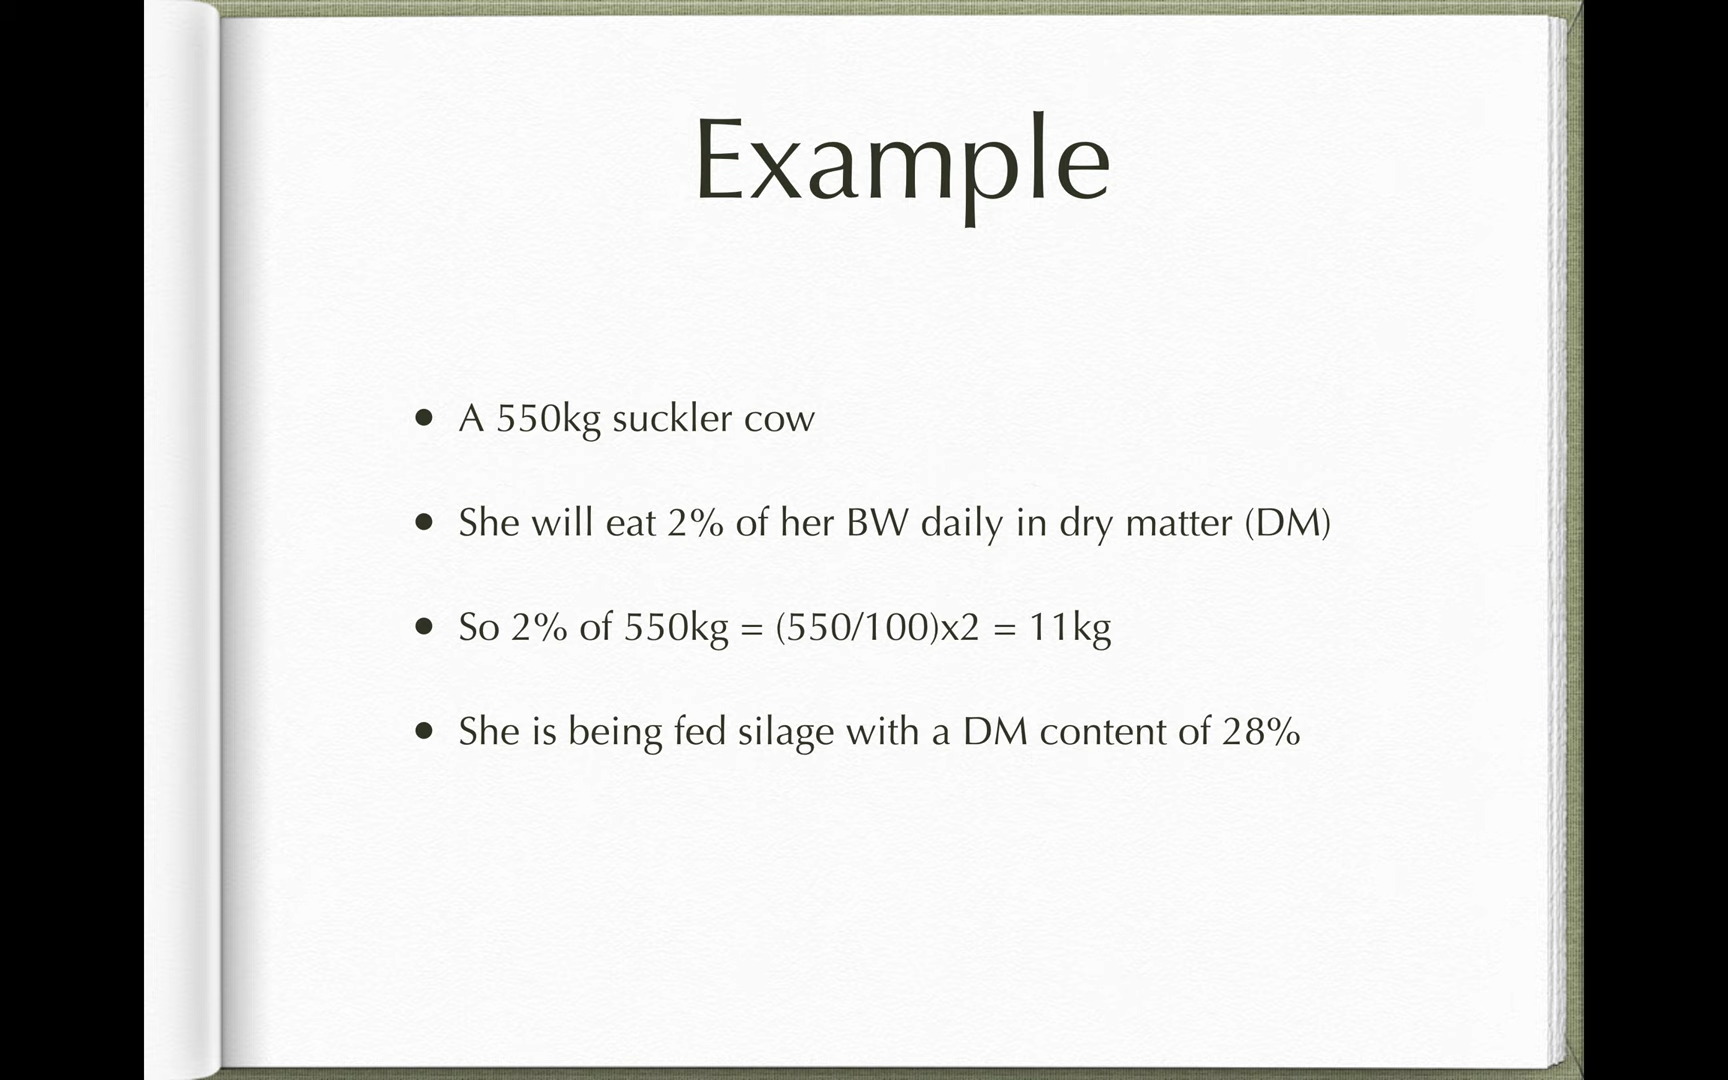 Example
• A 550kg suckler cow
• She will eat 2% of her BW daily in dry matter (DM)
• So 2% of 550kg = (550/100)x2 = 11kg
• She is being fed silage with a DM content of 28%